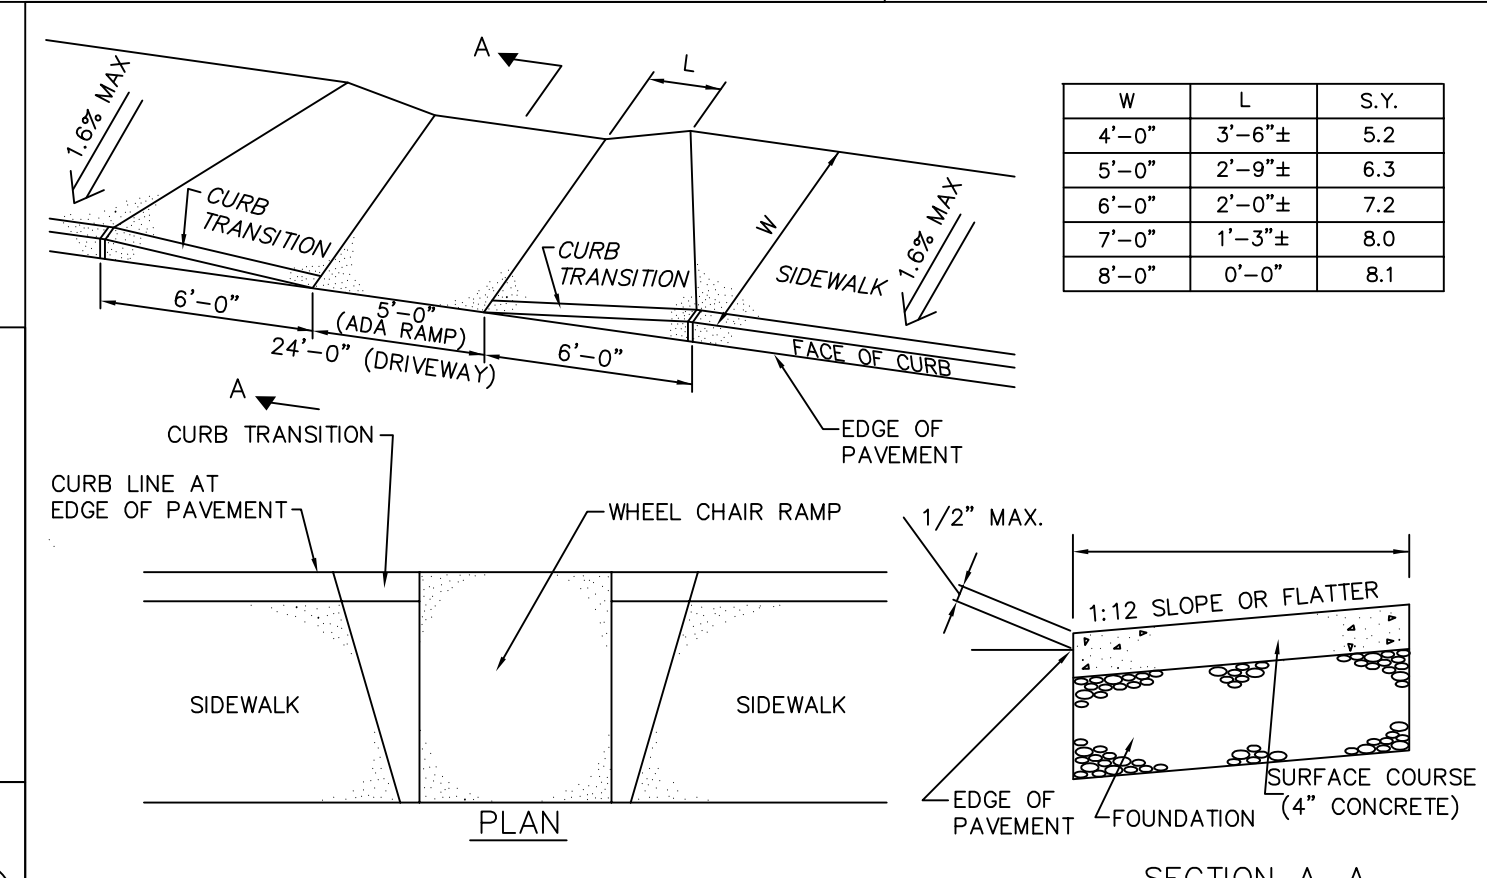 A
L
1.6% MAX
CURB
TRANSITION
CURB
TRANSITION
W
SIDEWALK
1.6% MAX
6'-0"
5'-0"
(ADA RAMP)
24'-0" (DRIVEWAY)
6'-0"
FACE OF CURB
A
EDGE OF
PAVEMENT
W L S.Y.
4'-0" 3'-6"± 5.2
5'-0" 2'-9"± 6.3
6'-0" 2'-0"± 7.2
7'-0" 1'-3"± 8.0
8'-0" 0'-0" 8.1
CURB TRANSITION
CURB LINE AT
EDGE OF PAVEMENT
WHEEL CHAIR RAMP
SIDEWALK
SIDEWALK
PLAN
1/2" MAX.
1:12 SLOPE OR FLATTER
EDGE OF
PAVEMENT
FOUNDATION
SURFACE COURSE
(4" CONCRETE)
SECTION A-A